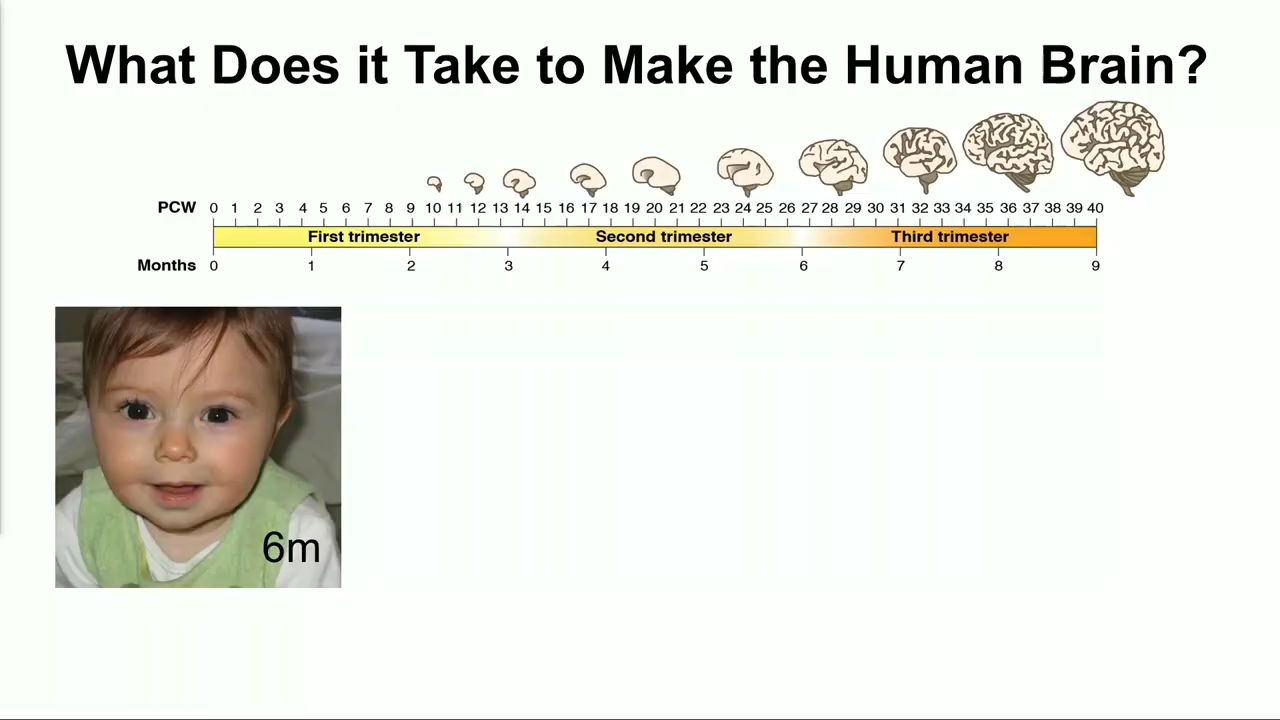 What Does it Take to Make the Human Brain?
PCW 0 1 2 3 4 5 6 7 8 9 10 11 12 13 14 15 16 17 18 19 20 21 22 23 24 25 26 27 28 29 30 31 32 33 34 35 36 37 38 39 40
First trimester Second trimester Third trimester
Months 0 1 2 3 4 5 6 7 8 9
6m